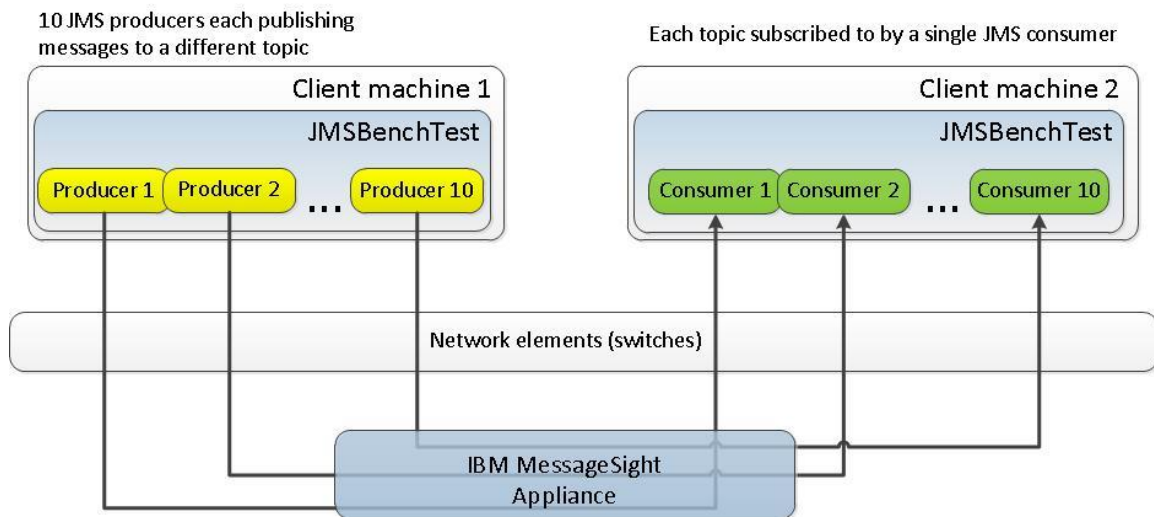 10 JMS producers each publishing
messages to a different topic
Each topic subscribed to by a single JMS consumer
Client machine 1
JMSBenchTest
Producer 1
Producer 2
...
Producer 10
Client machine 2
JMSBenchTest
Consumer 1
Consumer 2
...
Consumer 10
Network elements (switches)
IBM MessageSight
Appliance